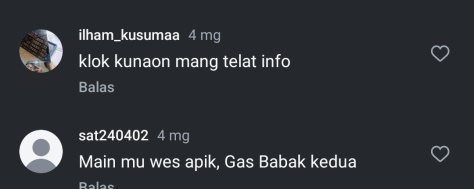 ilham_kusumaa 4 mg
klok kunaon mang telat info
Balas
sat240402 4 mg
Main mu wes apik, Gas Babak kedua
Balas